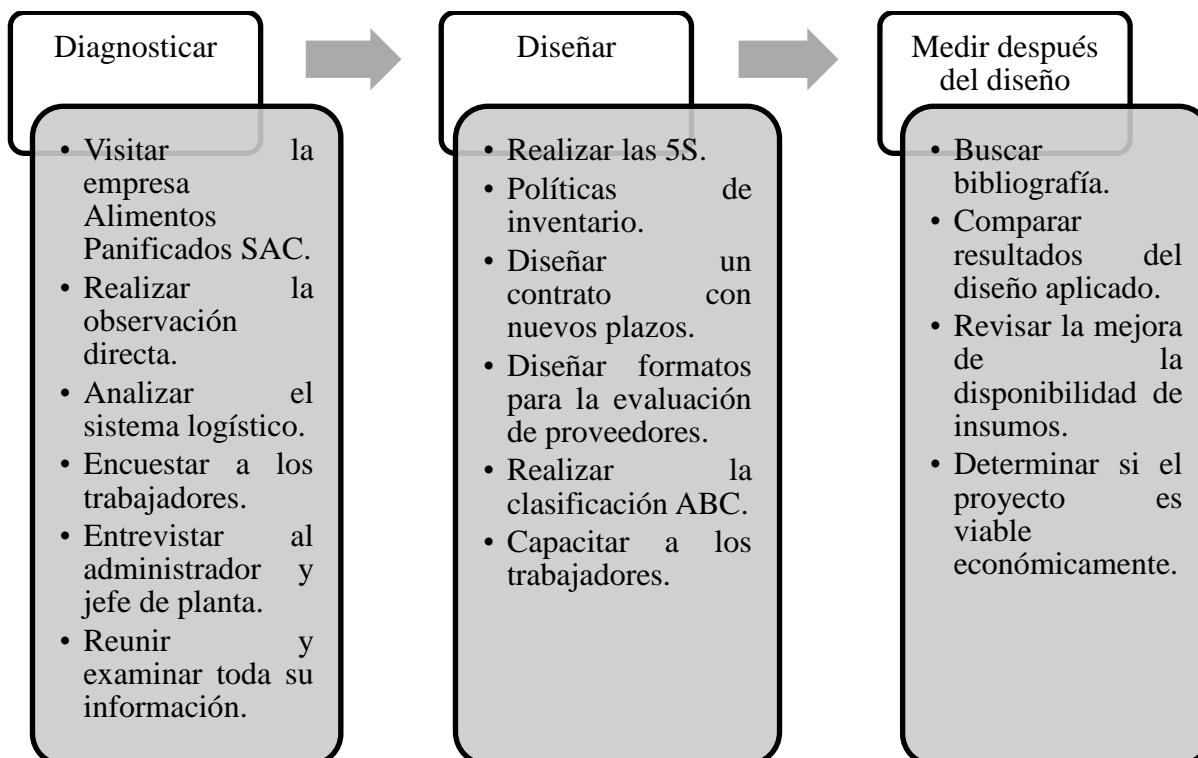 Diagnosticar
• Visitar la
empresa
Alimentos
Panificados SAC.
• Realizar la
observación
directa.
• Analizar el
sistema logístico.
• Encuestar a los
trabajadores.
• Entrevistar al
administrador y
jefe de planta.
• Reunir y
examinar toda su
información.
Diseñar
• Realizar las 5S.
• Políticas de
inventario.
• Diseñar un
contrato con
nuevos plazos.
• Diseñar formatos
para la evaluación
de proveedores.
• Realizar la
clasificación ABC.
• Capacitar a los
trabajadores.
Medir después
del diseño
• Buscar
bibliografía.
• Comparar
resultados del
diseño aplicado.
• Revisar la mejora
de la
disponibilidad de
insumos.
• Determinar si el
proyecto es
viable
económicamente.